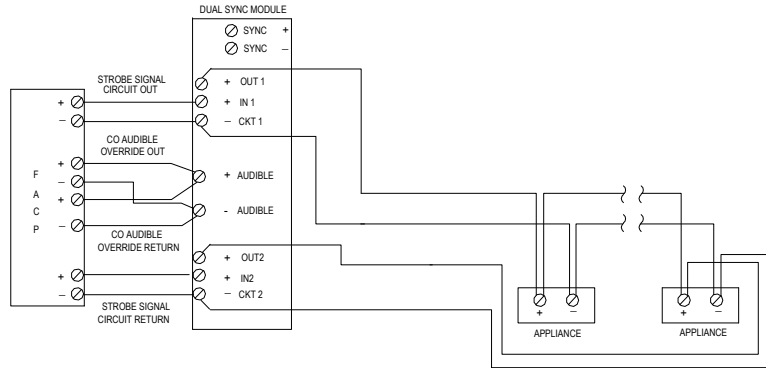 DUAL SYNC MODULE
SYNC +
SYNC –
STROBE SIGNAL
CIRCUIT OUT
+ OUT 1
+ IN 1
– CKT 1
+
–
CO AUDIBLE
OVERRIDE OUT
+
–
+
–
F
A
C
P
+ AUDIBLE
- AUDIBLE
CO AUDIBLE
OVERRIDE RETURN
+ OUT2
+ IN2
– CKT 2
+
–
STROBE SIGNAL
CIRCUIT RETURN
+ –
APPLIANCE
+ –
APPLIANCE